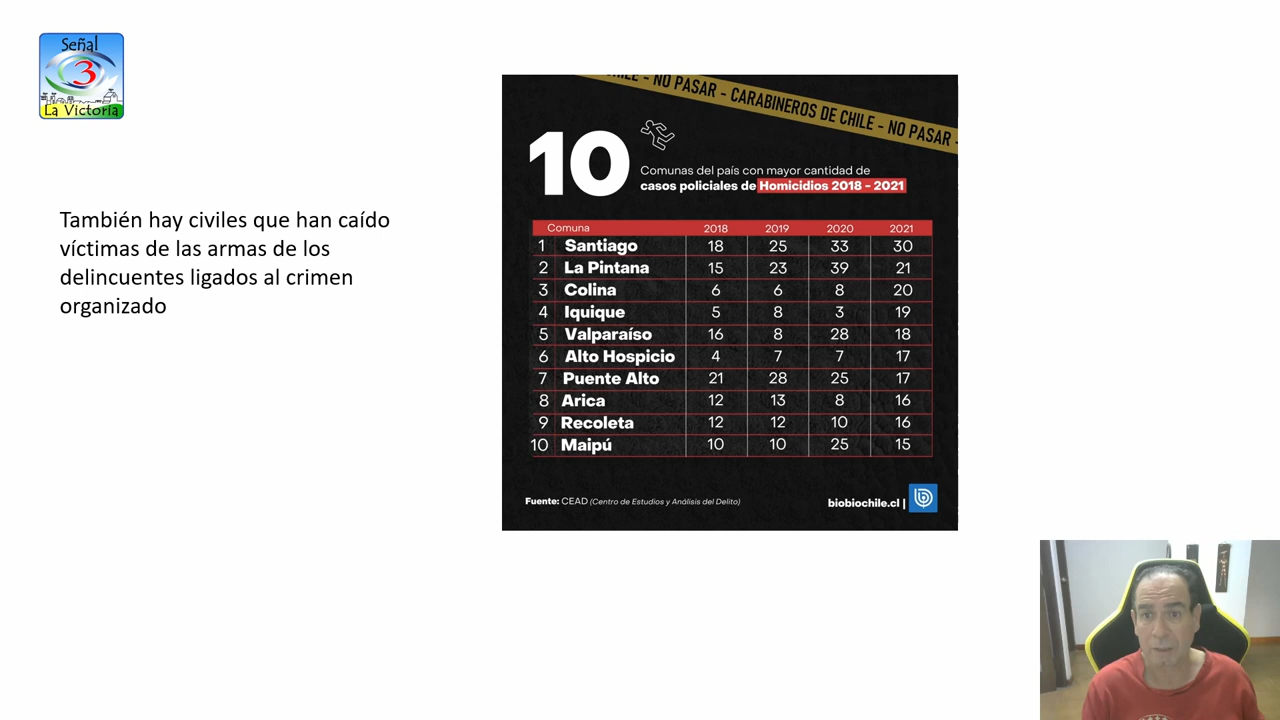 Señal
3
La Victoria
También hay civiles que han caído
víctimas de las armas de los
delincuentes ligados al crimen
organizado
CHILE - NO PASAR - CARABINEROS DE CHILE - NO PASAR -
10
Comunas del país con mayor cantidad de
casos policiales de Homicidios 2018 - 2021
Comuna 2018 2019 2020 2021
1 Santiago 18 25 33 30
2 La Pintana 15 23 39 21
3 Colina 6 6 8 20
4 Iquique 5 8 3 19
5 Valparaíso 16 8 28 18
6 Alto Hospicio 4 7 7 17
7 Puente Alto 21 28 25 17
8 Arica 12 13 8 16
9 Recoleta 12 12 10 16
10 Maipú 10 10 25 15
Fuente: CEAD (Centro de Estudios y Análisis del Delito)
biobiochile.cl |